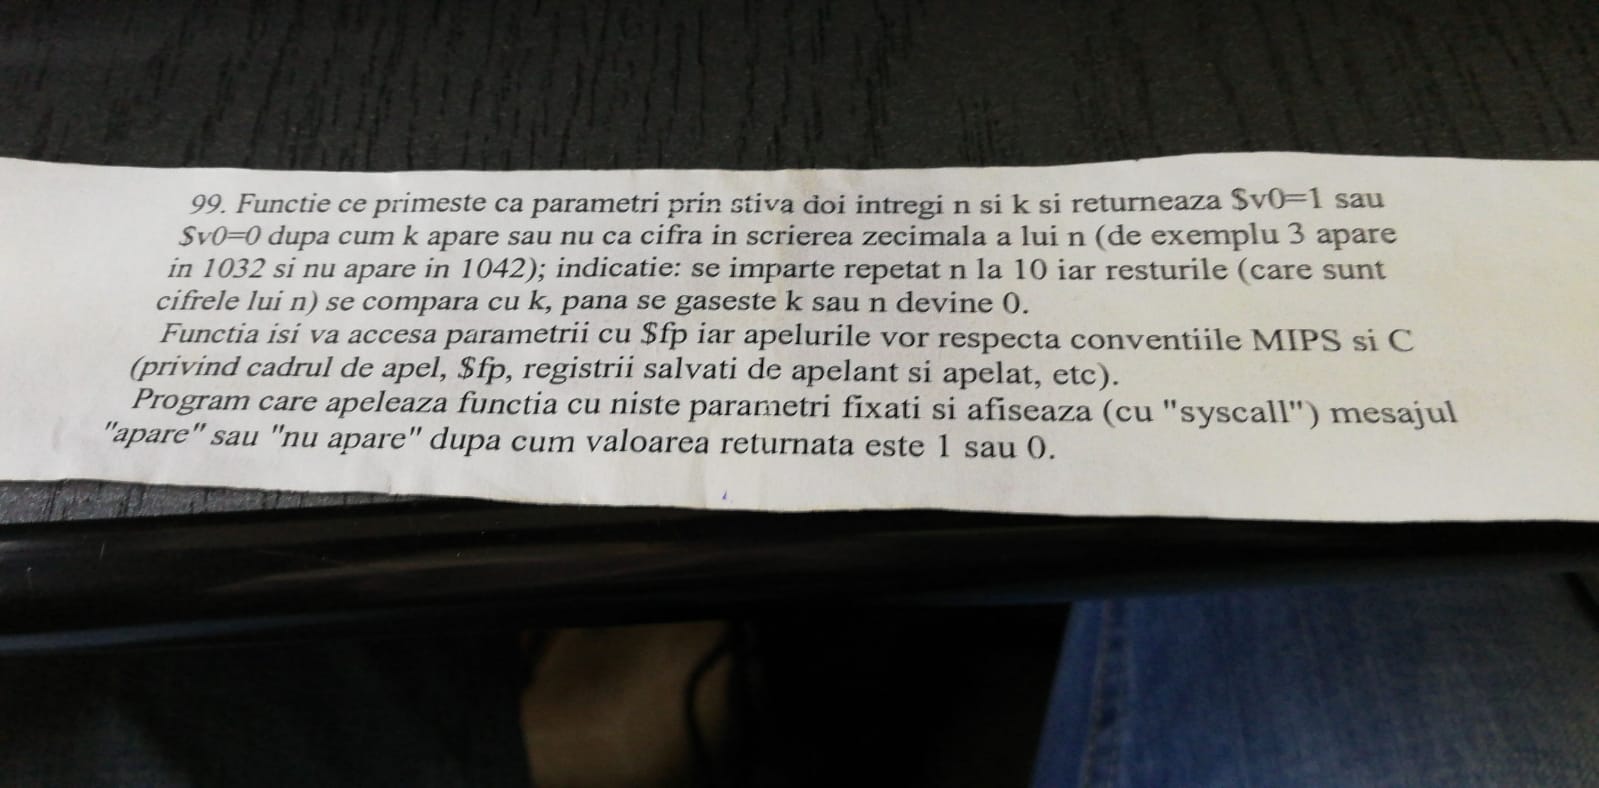 99. Functie ce primeste ca parametri prin stiva doi intregi n si k si returneaza $v0=1 sau
$v0=0 dupa cum k apare sau nu ca cifra in scrierea zecimala a lui n (de exemplu 3 apare
in 1032 si nu apare in 1042); indicatie: se imparte repetat n la 10 iar resturile (care sunt
cifrele lui n) se compara cu k, pana se gaseste k sau n devine 0.
Functia isi va accesa parametrii cu $fp iar apelurile vor respecta conventiile MIPS si C
(privind cadrul de apel, $fp, registrii salvati de apelant si apelat, etc).
Program care apeleaza functia cu niste parametri fixati si afiseaza (cu "syscall") mesajul
"apare" sau "nu apare" dupa cum valoarea returnata este 1 sau 0.